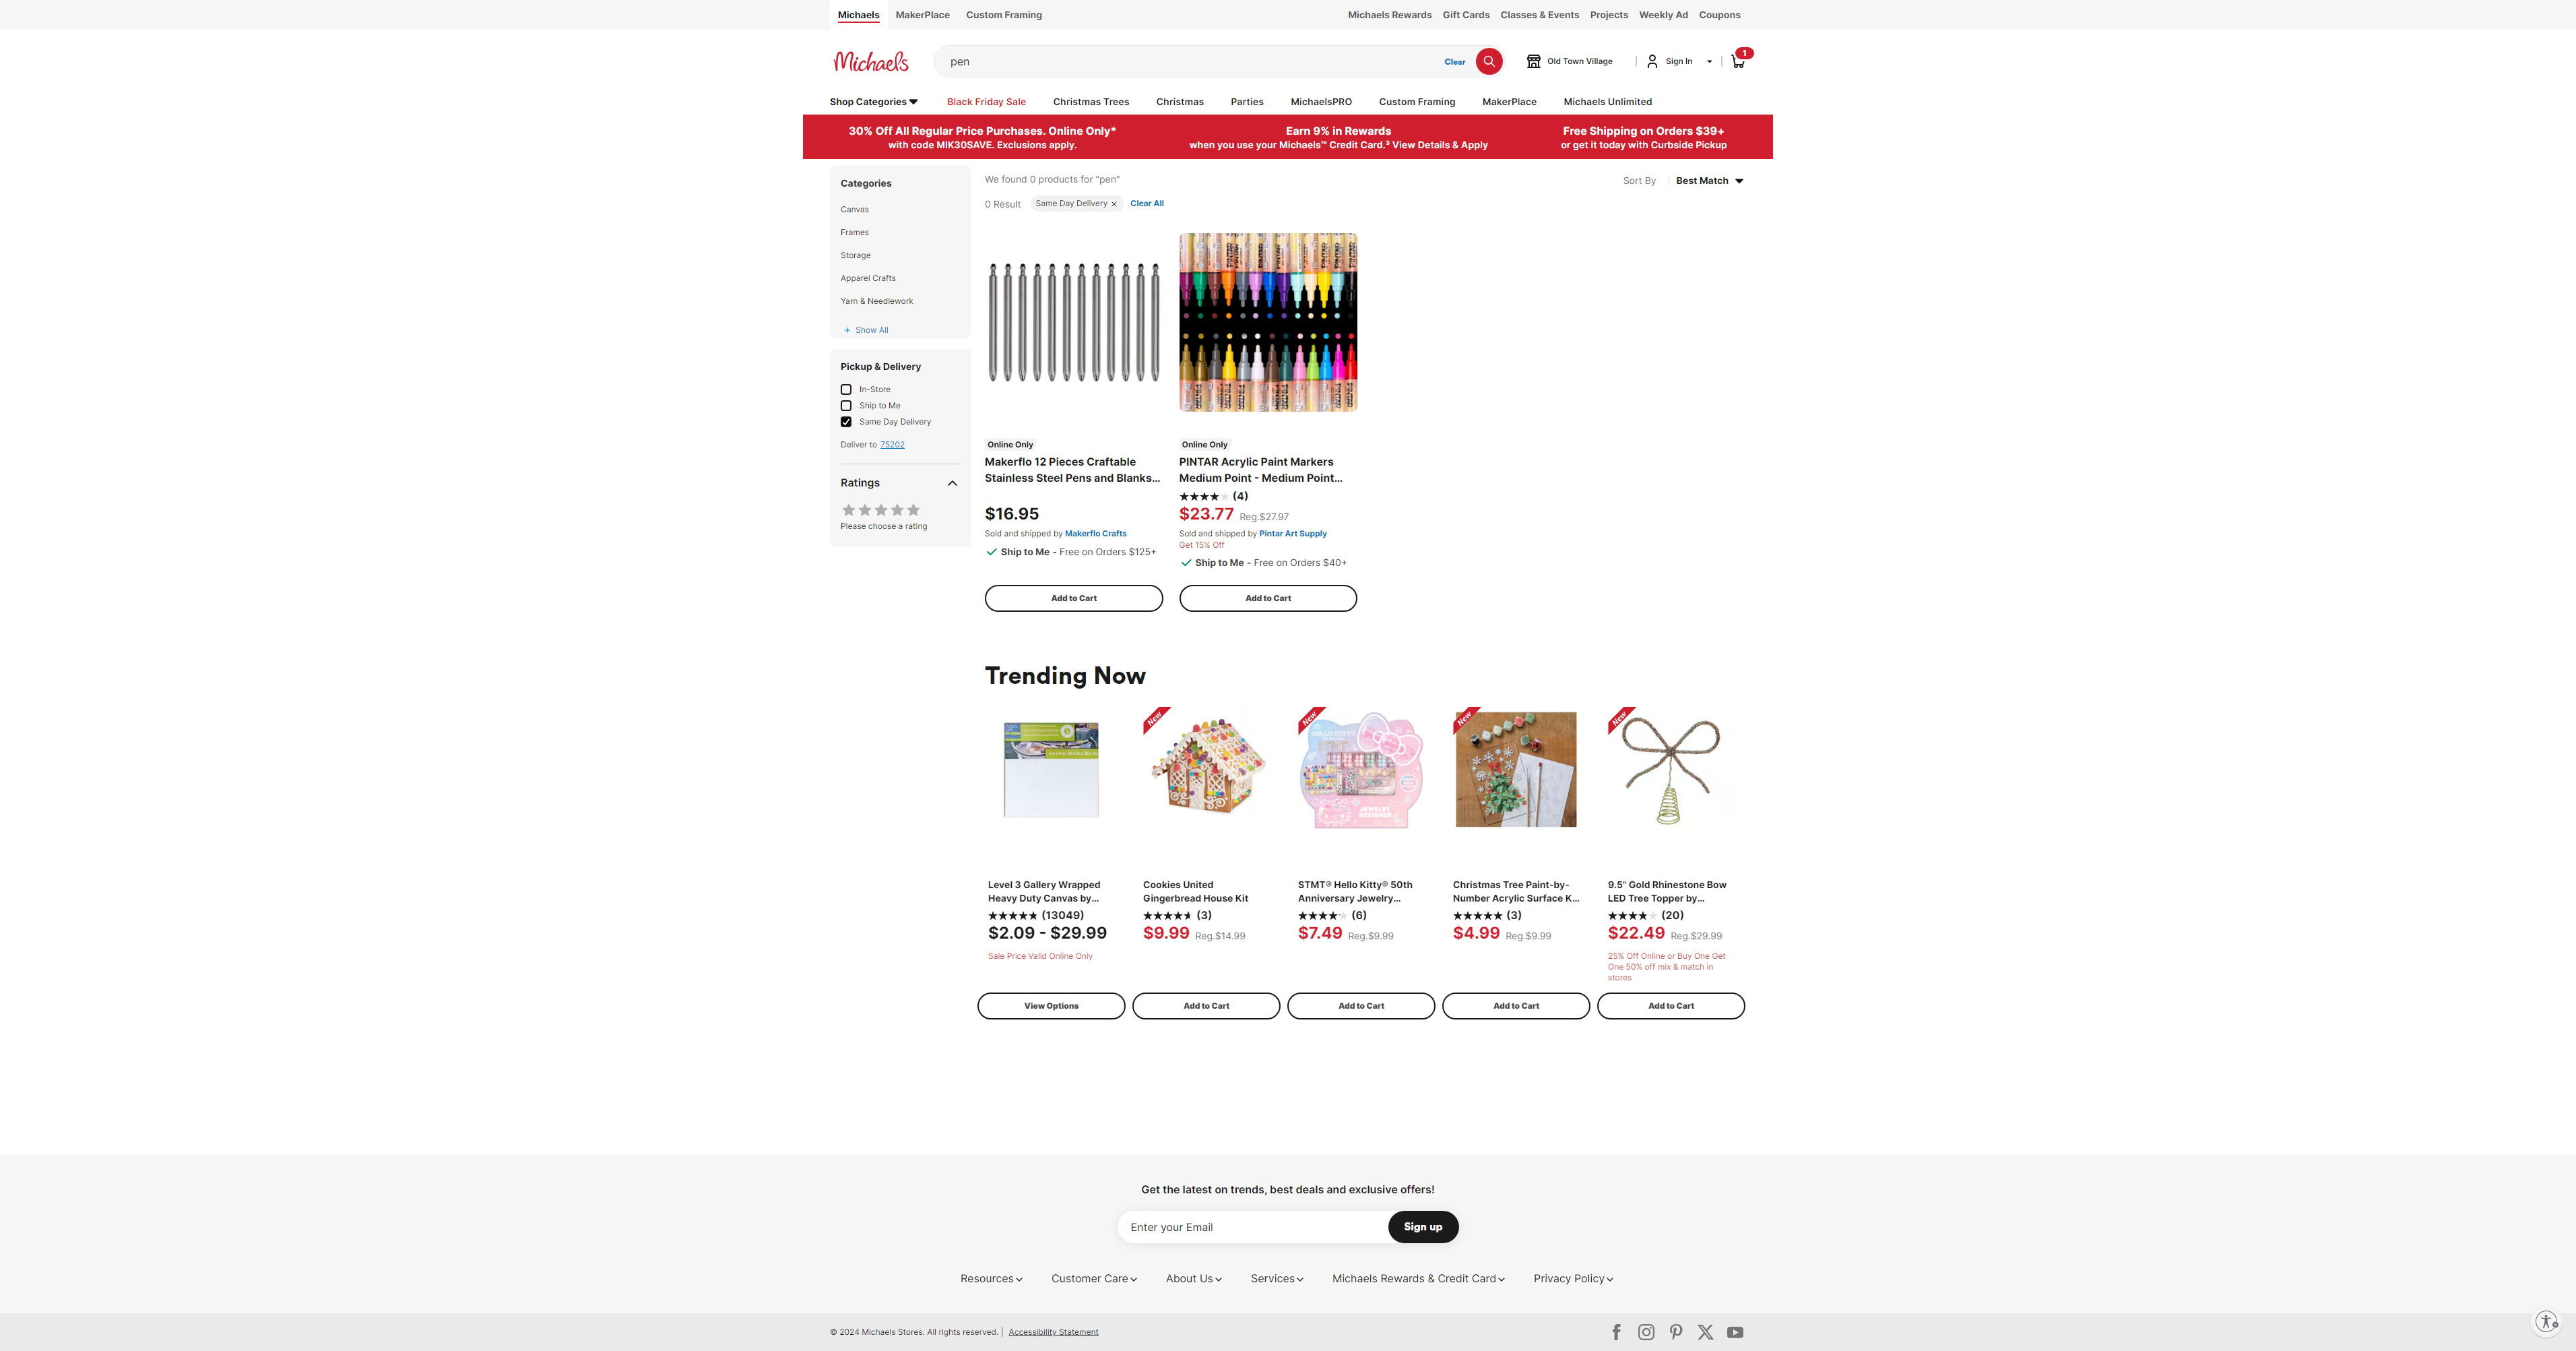 Michaels
MakerPlace
Custom Framing
Michaels Rewards
Gift Cards
Classes & Events
Projects
Weekly Ad
Coupons
Michaels
pen
Clear
Old Town Village
Sign In
1
Shop Categories
Black Friday Sale
Christmas Trees
Christmas
Parties
MichaelsPRO
Custom Framing
MakerPlace
Michaels Unlimited
30% Off All Regular Price Purchases. Online Only*
with code MIK30SAVE. Exclusions apply.
Earn 9% in Rewards
when you use your Michaels™ Credit Card.³ View Details & Apply
Free Shipping on Orders $39+
or get it today with Curbside Pickup
Categories
Canvas
Frames
Storage
Apparel Crafts
Yarn & Needlework
+ Show All
Pickup & Delivery
In-Store
Ship to Me
Same Day Delivery
Deliver to 75202
Ratings
Please choose a rating
We found 0 products for "pen"
Sort By
Best Match
0 Result
Same Day Delivery ×
Clear All
Online Only
Makerflo 12 Pieces Craftable
Stainless Steel Pens and Blanks...
$16.95
Sold and shipped by Makerflo Crafts
Ship to Me - Free on Orders $125+
Add to Cart
Online Only
PINTAR Acrylic Paint Markers
Medium Point - Medium Point...
(4)
$23.77 Reg.$27.97
Sold and shipped by Pintar Art Supply
Get 15% Off
Ship to Me - Free on Orders $40+
Add to Cart
Trending Now
Level 3 Gallery Wrapped
Heavy Duty Canvas by...
(13049)
$2.09 - $29.99
Sale Price Valid Online Only
View Options
New
Cookies United
Gingerbread House Kit
(3)
$9.99 Reg.$14.99
Add to Cart
New
JEWELRY
DESIGNER
STMT® Hello Kitty® 50th
Anniversary Jewelry...
(6)
$7.49 Reg.$9.99
Add to Cart
New
Christmas Tree Paint-by-
Number Acrylic Surface K...
(3)
$4.99 Reg.$9.99
Add to Cart
New
9.5" Gold Rhinestone Bow
LED Tree Topper by...
(20)
$22.49 Reg.$29.99
25% Off Online or Buy One Get
One 50% off mix & match in
stores
Add to Cart
Get the latest on trends, best deals and exclusive offers!
Enter your Email
Sign up
Resources
Customer Care
About Us
Services
Michaels Rewards & Credit Card
Privacy Policy
© 2024 Michaels Stores. All rights reserved. |
Accessibility Statement